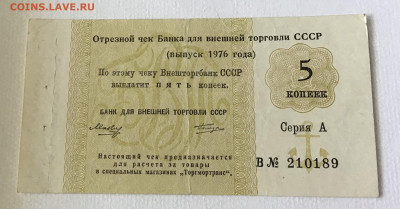 COINS.LAVE.RU
Отрезной чек Банка для внешней торговли СССР
(выпуск 1976 года)
По этому чеку Внешторгбанк СССР
выплатит пять копеек.
БАНК ДЛЯ ВНЕШНЕЙ ТОРГОВЛИ СССР
Настоящий чек предназначается
для расчета за товары
в специальных магазинах „Торгмортранс".
5
КОПЕЕК
Серия А
В № 210189